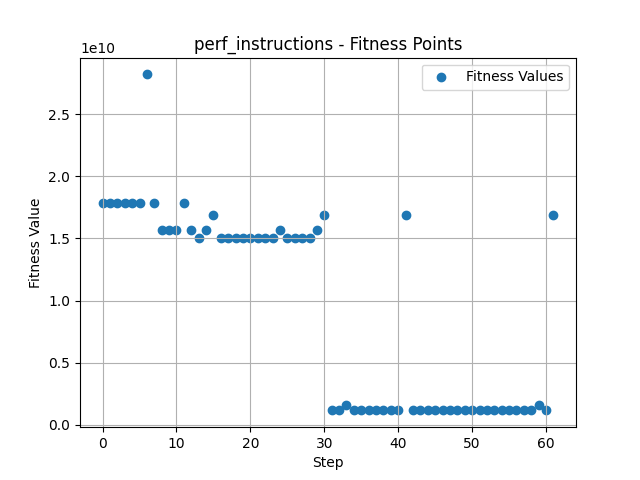 perf_instructions - Fitness Points
1e10
Fitness Values
2.5
2.0
1.5
1.0
0.5
0.0
Fitness Value
0 10 20 30 40 50 60
Step